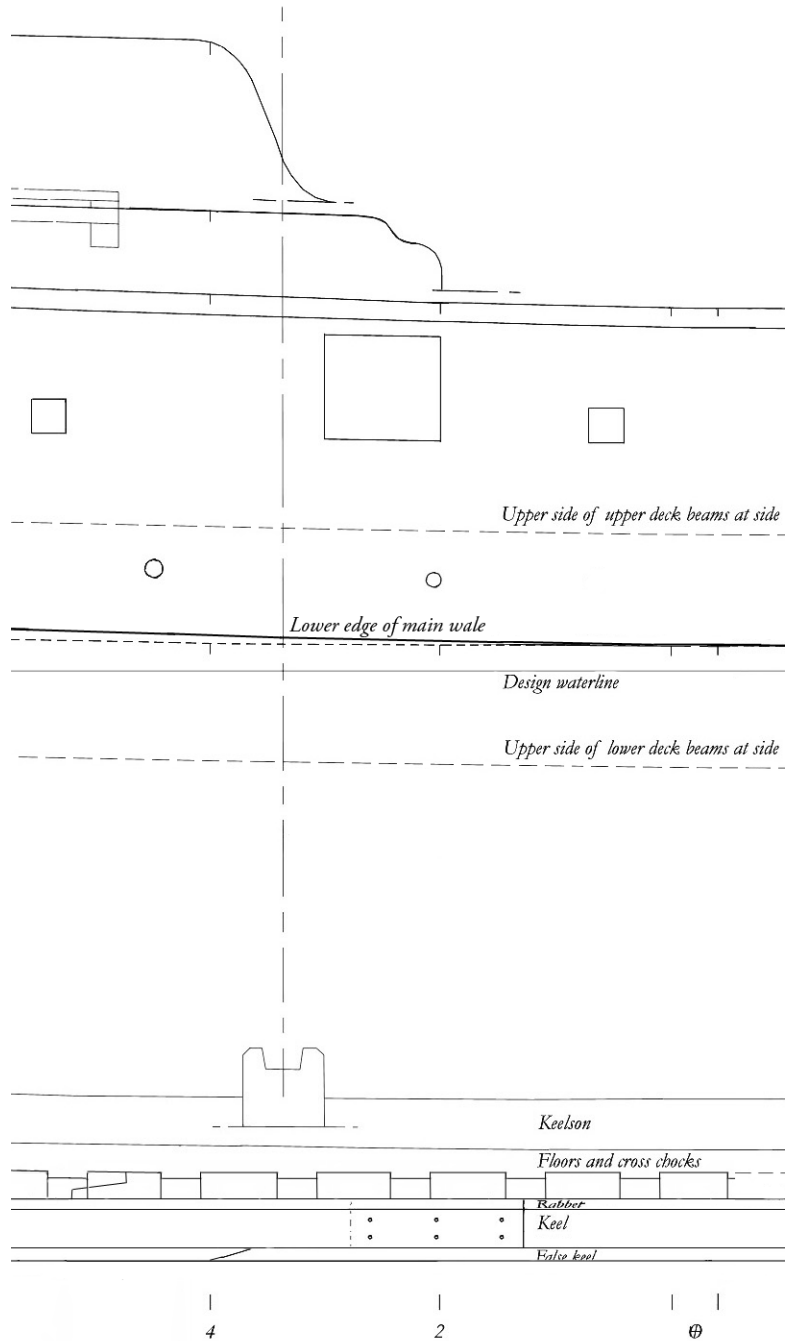 Upper side of upper deck beams at side
Lower edge of main wale
Design waterline
Upper side of lower deck beams at side
Keelson
Floors and cross chocks
Rabbet
Keel
False keel
4 2 ⊕